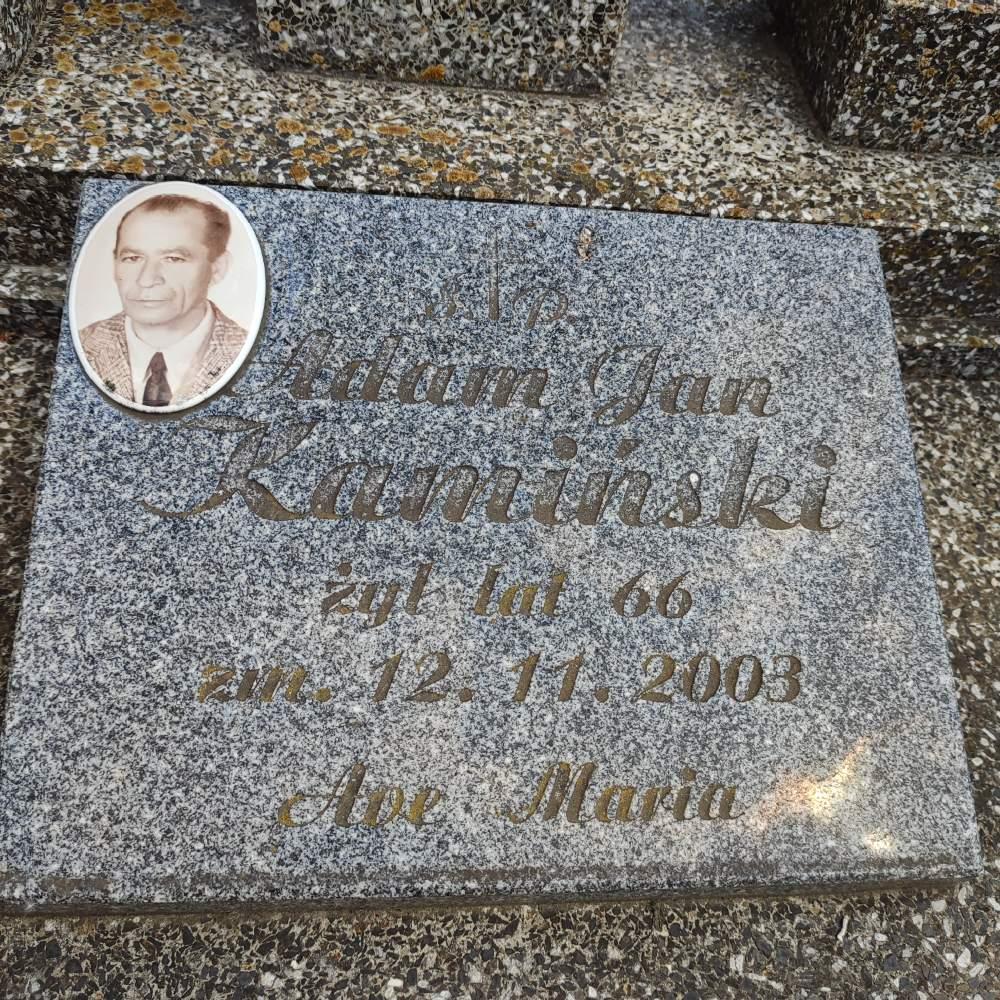 ś. p.
Adam Jan
Kamiński
żył lat 66
zm. 12. 11. 2003
Ave Maria